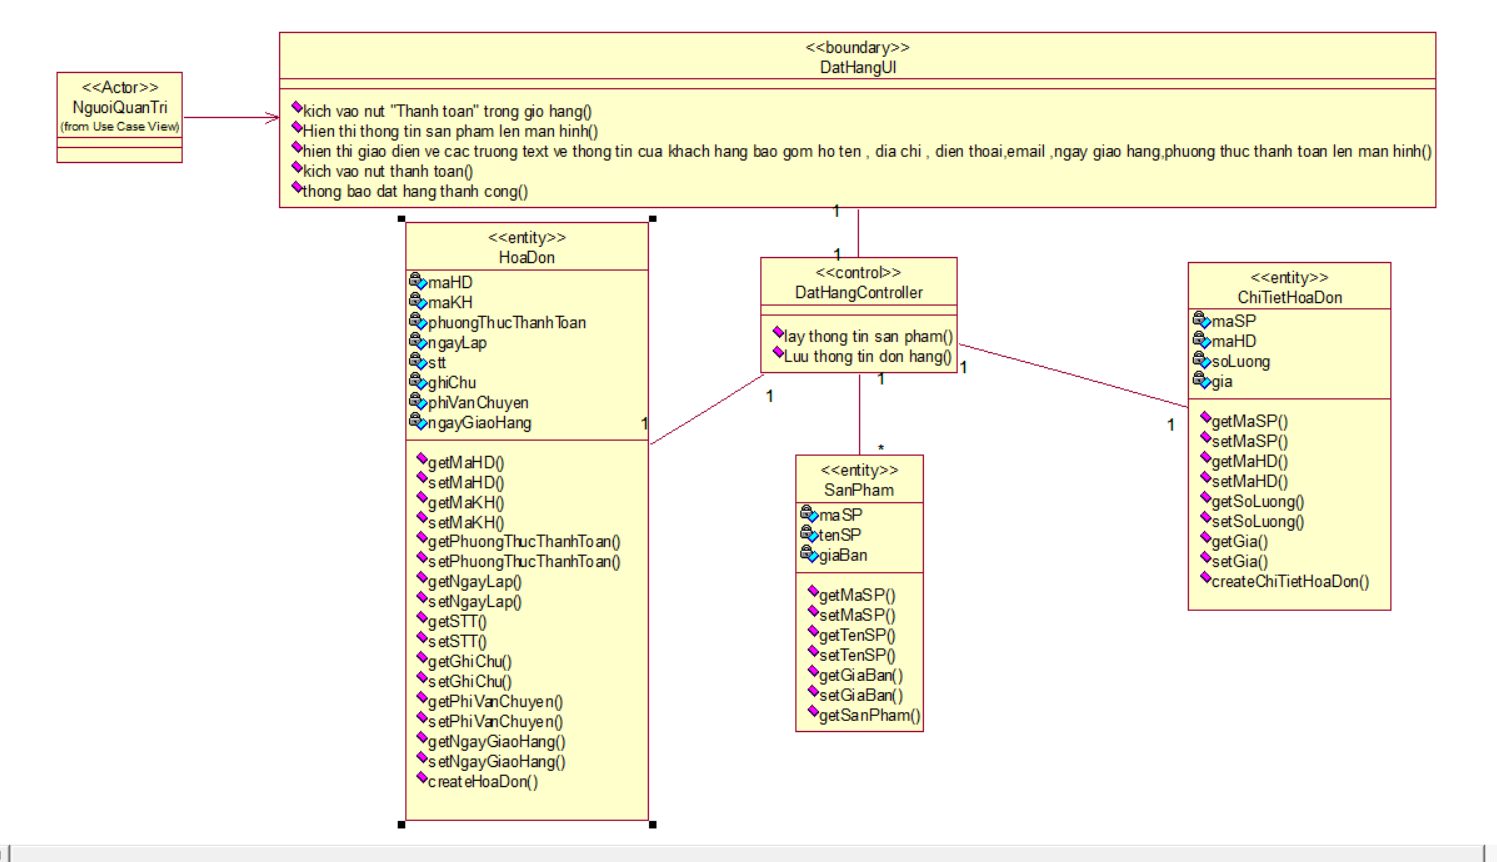 <<Actor>>
NguoiQuanTri
(from Use Case View)
<<boundary>>
DatHangUI
kich vao nut "Thanh toan" trong gio hang()
Hien thi thong tin san pham len man hinh()
hien thi giao dien ve cac truong text ve thong tin cua khach hang bao gom ho ten , dia chi , dien thoai,email ,ngay giao hang,phuong thuc thanh toan len man hinh()
kich vao nut thanh toan()
thong bao dat hang thanh cong()
1
1
<<entity>>
HoaDon
maHD
maKH
phuongThucThanhToan
ngayLap
stt
ghiChu
phiVanChuyen
ngayGiaoHang
getMaHD()
setMaHD()
getMaKH()
setMaKH()
getPhuongThucThanhToan()
setPhuongThucThanhToan()
getNgayLap()
setNgayLap()
getSTT()
setSTT()
getGhiChu()
setGhiChu()
getPhiVanChuyen()
setPhiVanChuyen()
getNgayGiaoHang()
setNgayGiaoHang()
createHoaDon()
1
1
<<control>>
DatHangController
lay thong tin san pham()
Luu thong tin don hang()
1
*
<<entity>>
SanPham
maSP
tenSP
giaBan
getMaSP()
setMaSP()
getTenSP()
setTenSP()
getGiaBan()
setGiaBan()
getSanPham()
1
1
<<entity>>
ChiTietHoaDon
maSP
maHD
soLuong
gia
getMaSP()
setMaSP()
getMaHD()
setMaHD()
getSoLuong()
setSoLuong()
getGia()
setGia()
createChiTietHoaDon()